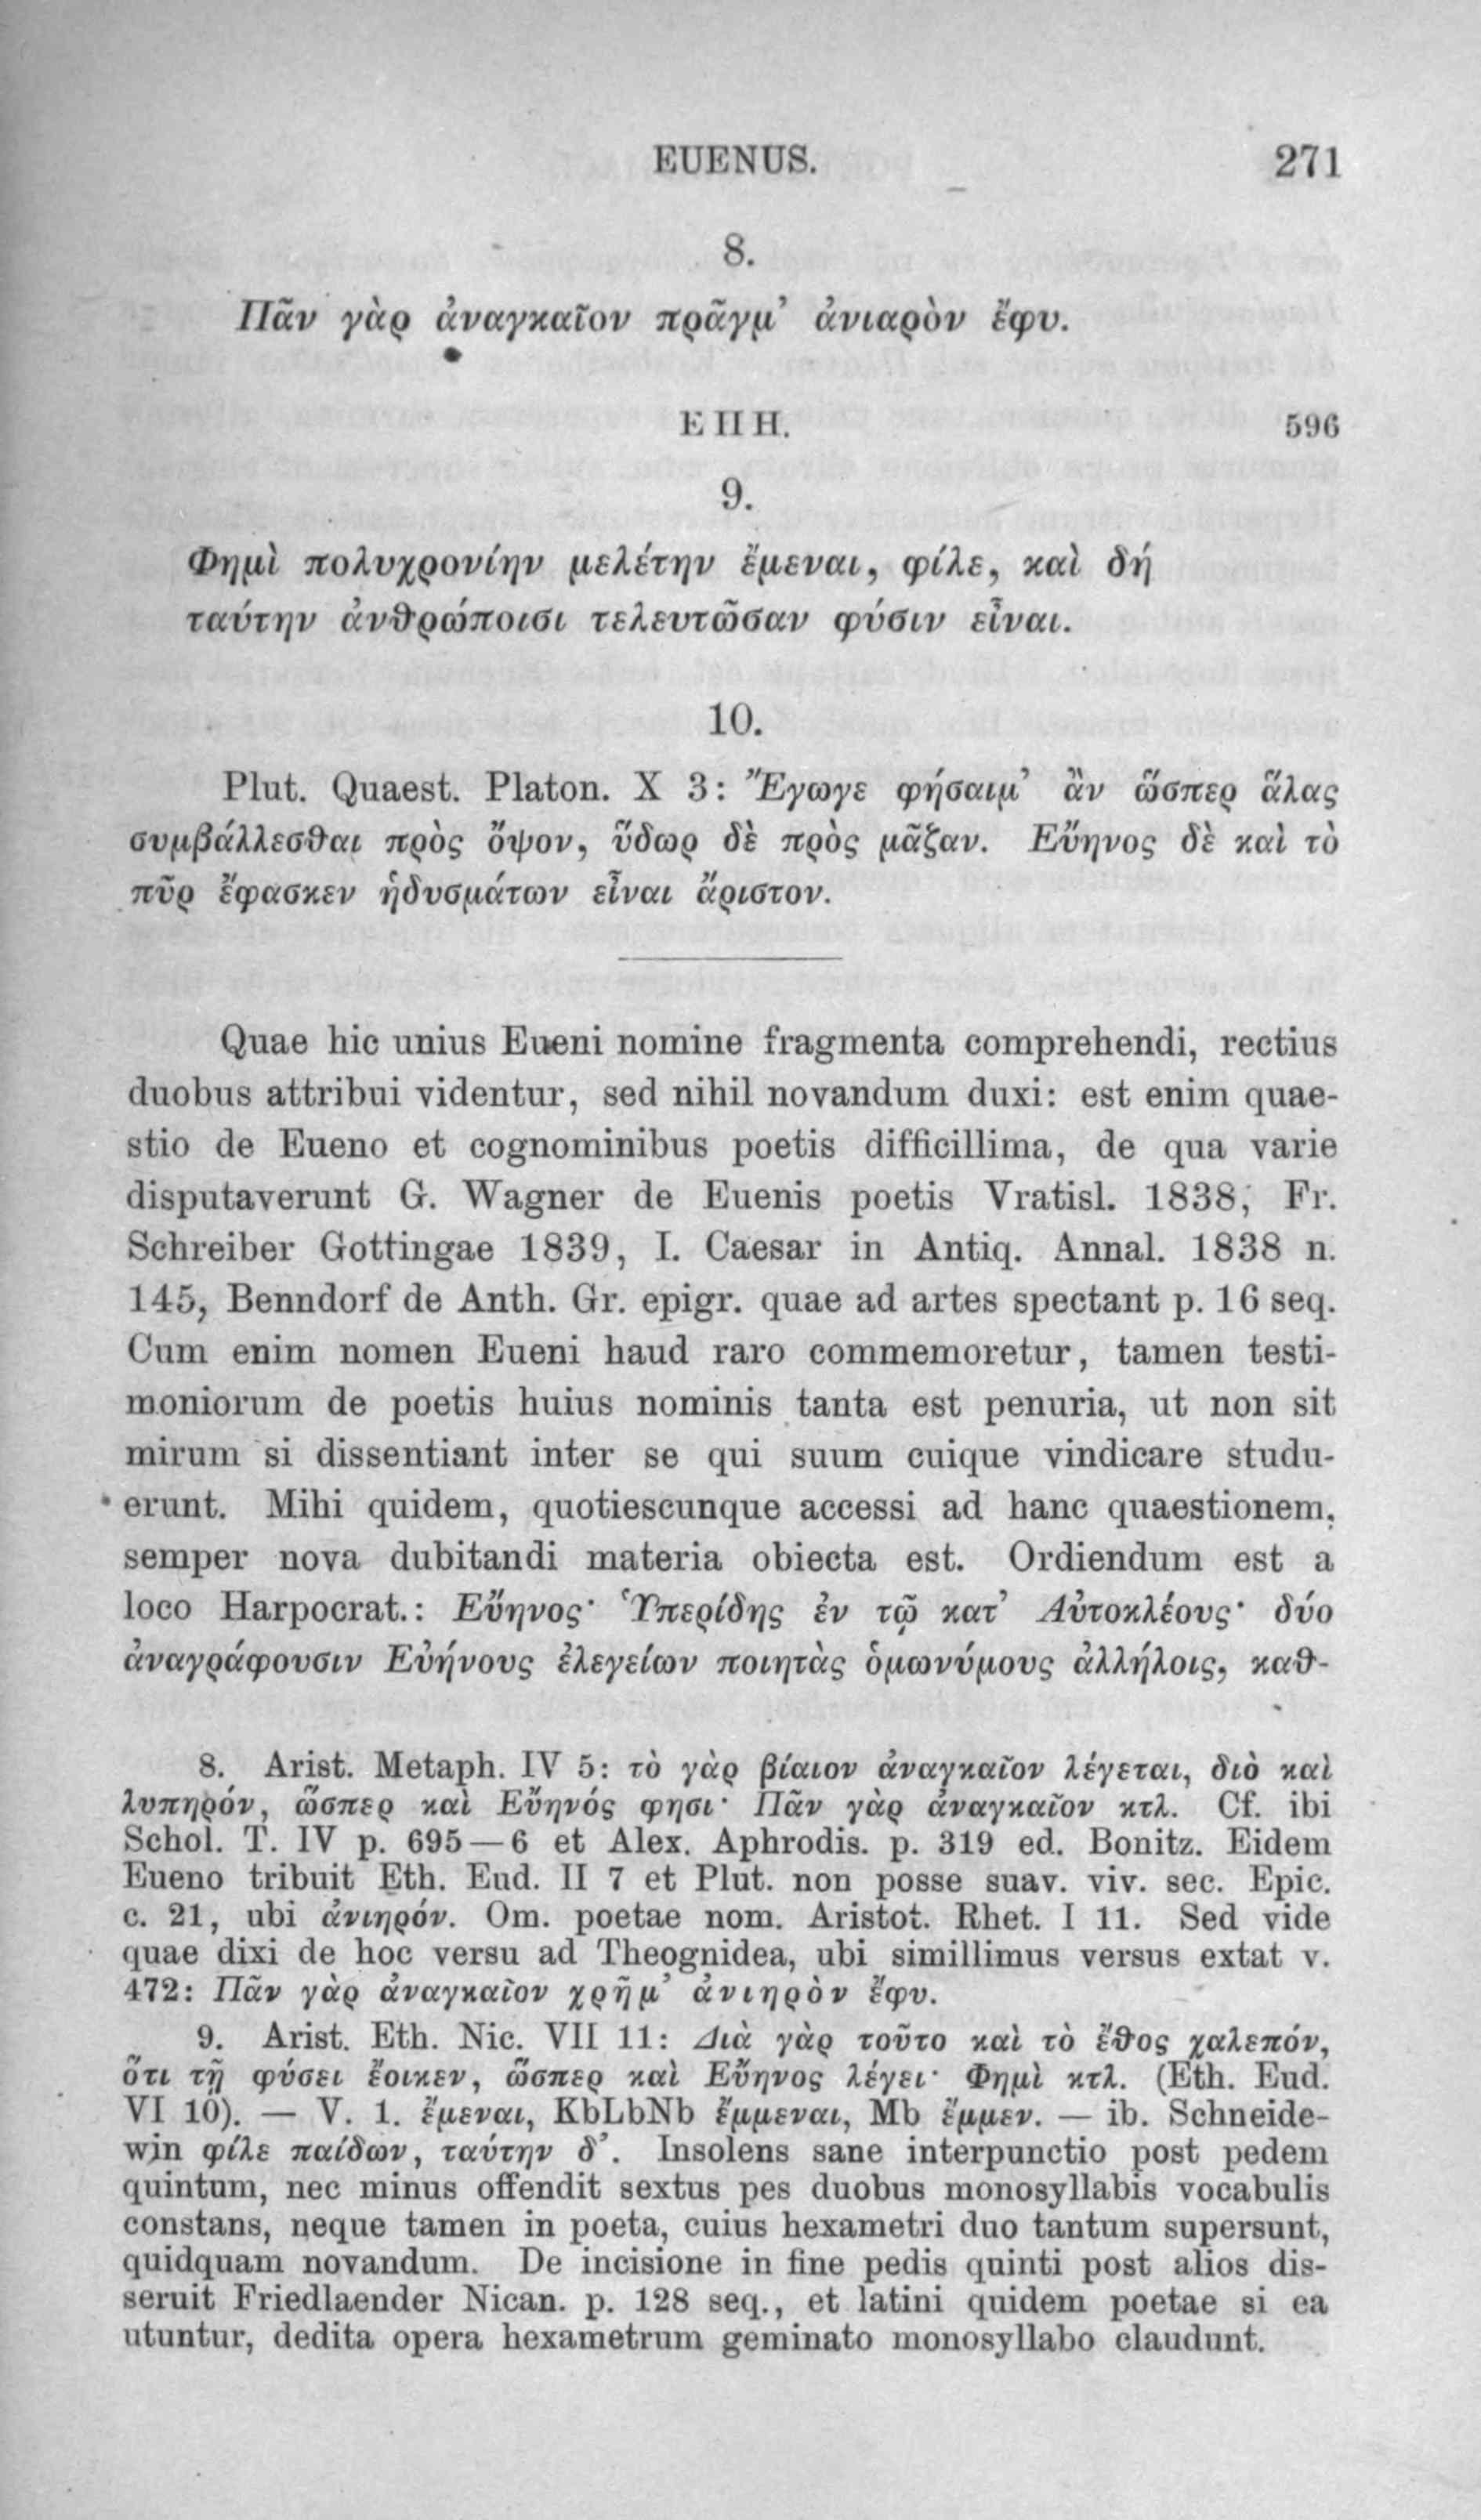 EUENUS. 271
8.
Πᾶν γὰρ ἀναγκαῖον πρᾶγμ’ ἀνιαρὸν ἔφυ.
ΕΠΗ. 596
9.
Φημὶ πολυχρονίην μελέτην ἔμεναι, φίλε, καὶ δή
ταύτην ἀνθρώποισι τελευτῶσαν φύσιν εἶναι.
10.
Plut. Quaest. Platon. X 3: Ἔγωγε φήσαιμ’ ἂν ὥσπερ ἅλας
συμβάλλεσθαι πρὸς ὄψον, ὕδωρ δὲ πρὸς μᾶζαν. Εὔηνος δὲ καὶ τὸ
πῦρ ἔφασκεν ἡδυσμάτων εἶναι ἄριστον.
Quae hic unius Eueni nomine fragmenta comprehendi, rectius
duobus attribui videntur, sed nihil novandum duxi: est enim quae-
stio de Eueno et cognominibus poetis difficillima, de qua varie
disputaverunt G. Wagner de Euenis poetis Vratisl. 1838, Fr.
Schreiber Gottingae 1839, I. Caesar in Antiq. Annal. 1838 n.
145, Benndorf de Anth. Gr. epigr. quae ad artes spectant p. 16 seq.
Cum enim nomen Eueni haud raro commemoretur, tamen testi-
moniorum de poetis huius nominis tanta est penuria, ut non sit
mirum si dissentiant inter se qui suum cuique vindicare studu-
erunt. Mihi quidem, quotiescunque accessi ad hanc quaestionem,
semper nova dubitandi materia obiecta est. Ordiendum est a
loco Harpocrat.: Εὔηνος· Ὑπερίδης ἐν τῷ κατ’ Αὐτοκλέους· δύο
ἀναγράφουσιν Εὐήνους ἐλεγείων ποιητὰς ὁμωνύμους ἀλλήλοις, καθ-
8. Arist. Metaph. IV 5: τὸ γὰρ βίαιον ἀναγκαῖον λέγεται, διὸ καὶ
λυπηρόν, ὥσπερ καὶ Εὔηνός φησι· Πᾶν γὰρ ἀναγκαῖον κτλ. Cf. ibi
Schol. T. IV p. 695—6 et Alex. Aphrodis. p. 319 ed. Bonitz. Eidem
Eueno tribuit Eth. Eud. II 7 et Plut. non posse suav. viv. sec. Epic.
c. 21, ubi ἀνιηρόν. Om. poetae nom. Aristot. Rhet. I 11. Sed vide
quae dixi de hoc versu ad Theognidea, ubi simillimus versus extat v.
472: Πᾶν γὰρ ἀναγκαῖον χρῆμ’ ἀνιηρὸν ἔφυ.
9. Arist. Eth. Nic. VII 11: Διὰ γὰρ τοῦτο καὶ τὸ ἔθος χαλεπόν,
ὅτι τῇ φύσει ἔοικεν, ὥσπερ καὶ Εὔηνος λέγει· Φημὶ κτλ. (Eth. Eud.
VI 10). — V. 1. ἔμεναι, KbLbNb ἔμμεναι, Mb ἔμμεν. — ib. Schneide-
win φίλε παίδων, ταύτην δ’. Insolens sane interpunctio post pedem
quintum, nec minus offendit sextus pes duobus monosyllabis vocabulis
constans, neque tamen in poeta, cuius hexametri duo tantum supersunt,
quidquam novandum. De incisione in fine pedis quinti post alios dis-
seruit Friedlaender Nican. p. 128 seq., et latini quidem poetae si ea
utuntur, dedita opera hexametrum geminato monosyllabo claudunt.